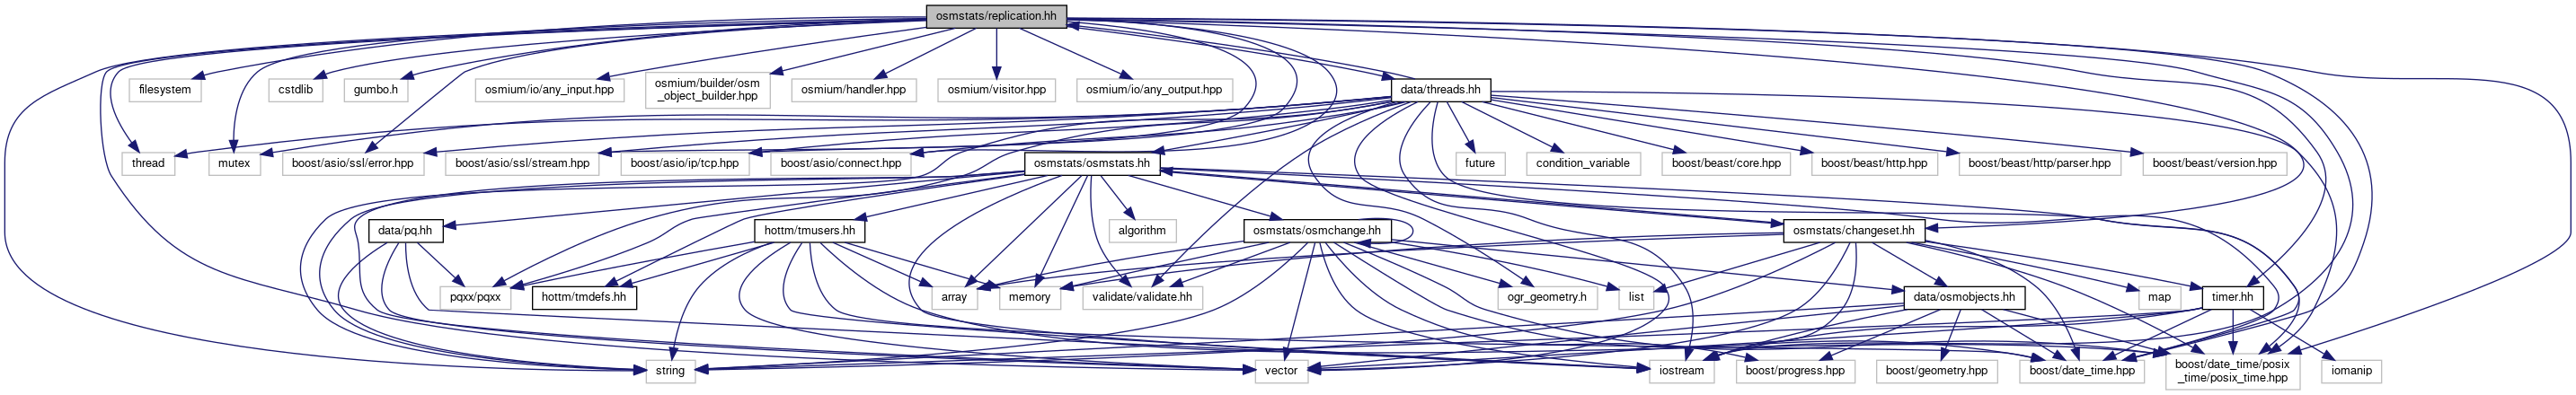 osmstats/replication.hh
filesystem
cstdlib
gumbo.h
osmium/io/any_input.hpp
osmium/builder/osm
_object_builder.hpp
osmium/handler.hpp
osmium/visitor.hpp
osmium/io/any_output.hpp
data/threads.hh
thread
mutex
boost/asio/ssl/error.hpp
boost/asio/ssl/stream.hpp
boost/asio/ip/tcp.hpp
boost/asio/connect.hpp
osmstats/osmstats.hh
future
condition_variable
boost/beast/core.hpp
boost/beast/http.hpp
boost/beast/http/parser.hpp
boost/beast/version.hpp
data/pq.hh
hottm/tmusers.hh
algorithm
osmstats/osmchange.hh
osmstats/changeset.hh
pqxx/pqxx
hottm/tmdefs.hh
array
memory
validate/validate.hh
ogr_geometry.h
list
data/osmobjects.hh
map
timer.hh
string
vector
iostream
boost/progress.hpp
boost/geometry.hpp
boost/date_time.hpp
boost/date_time/posix
_time/posix_time.hpp
iomanip